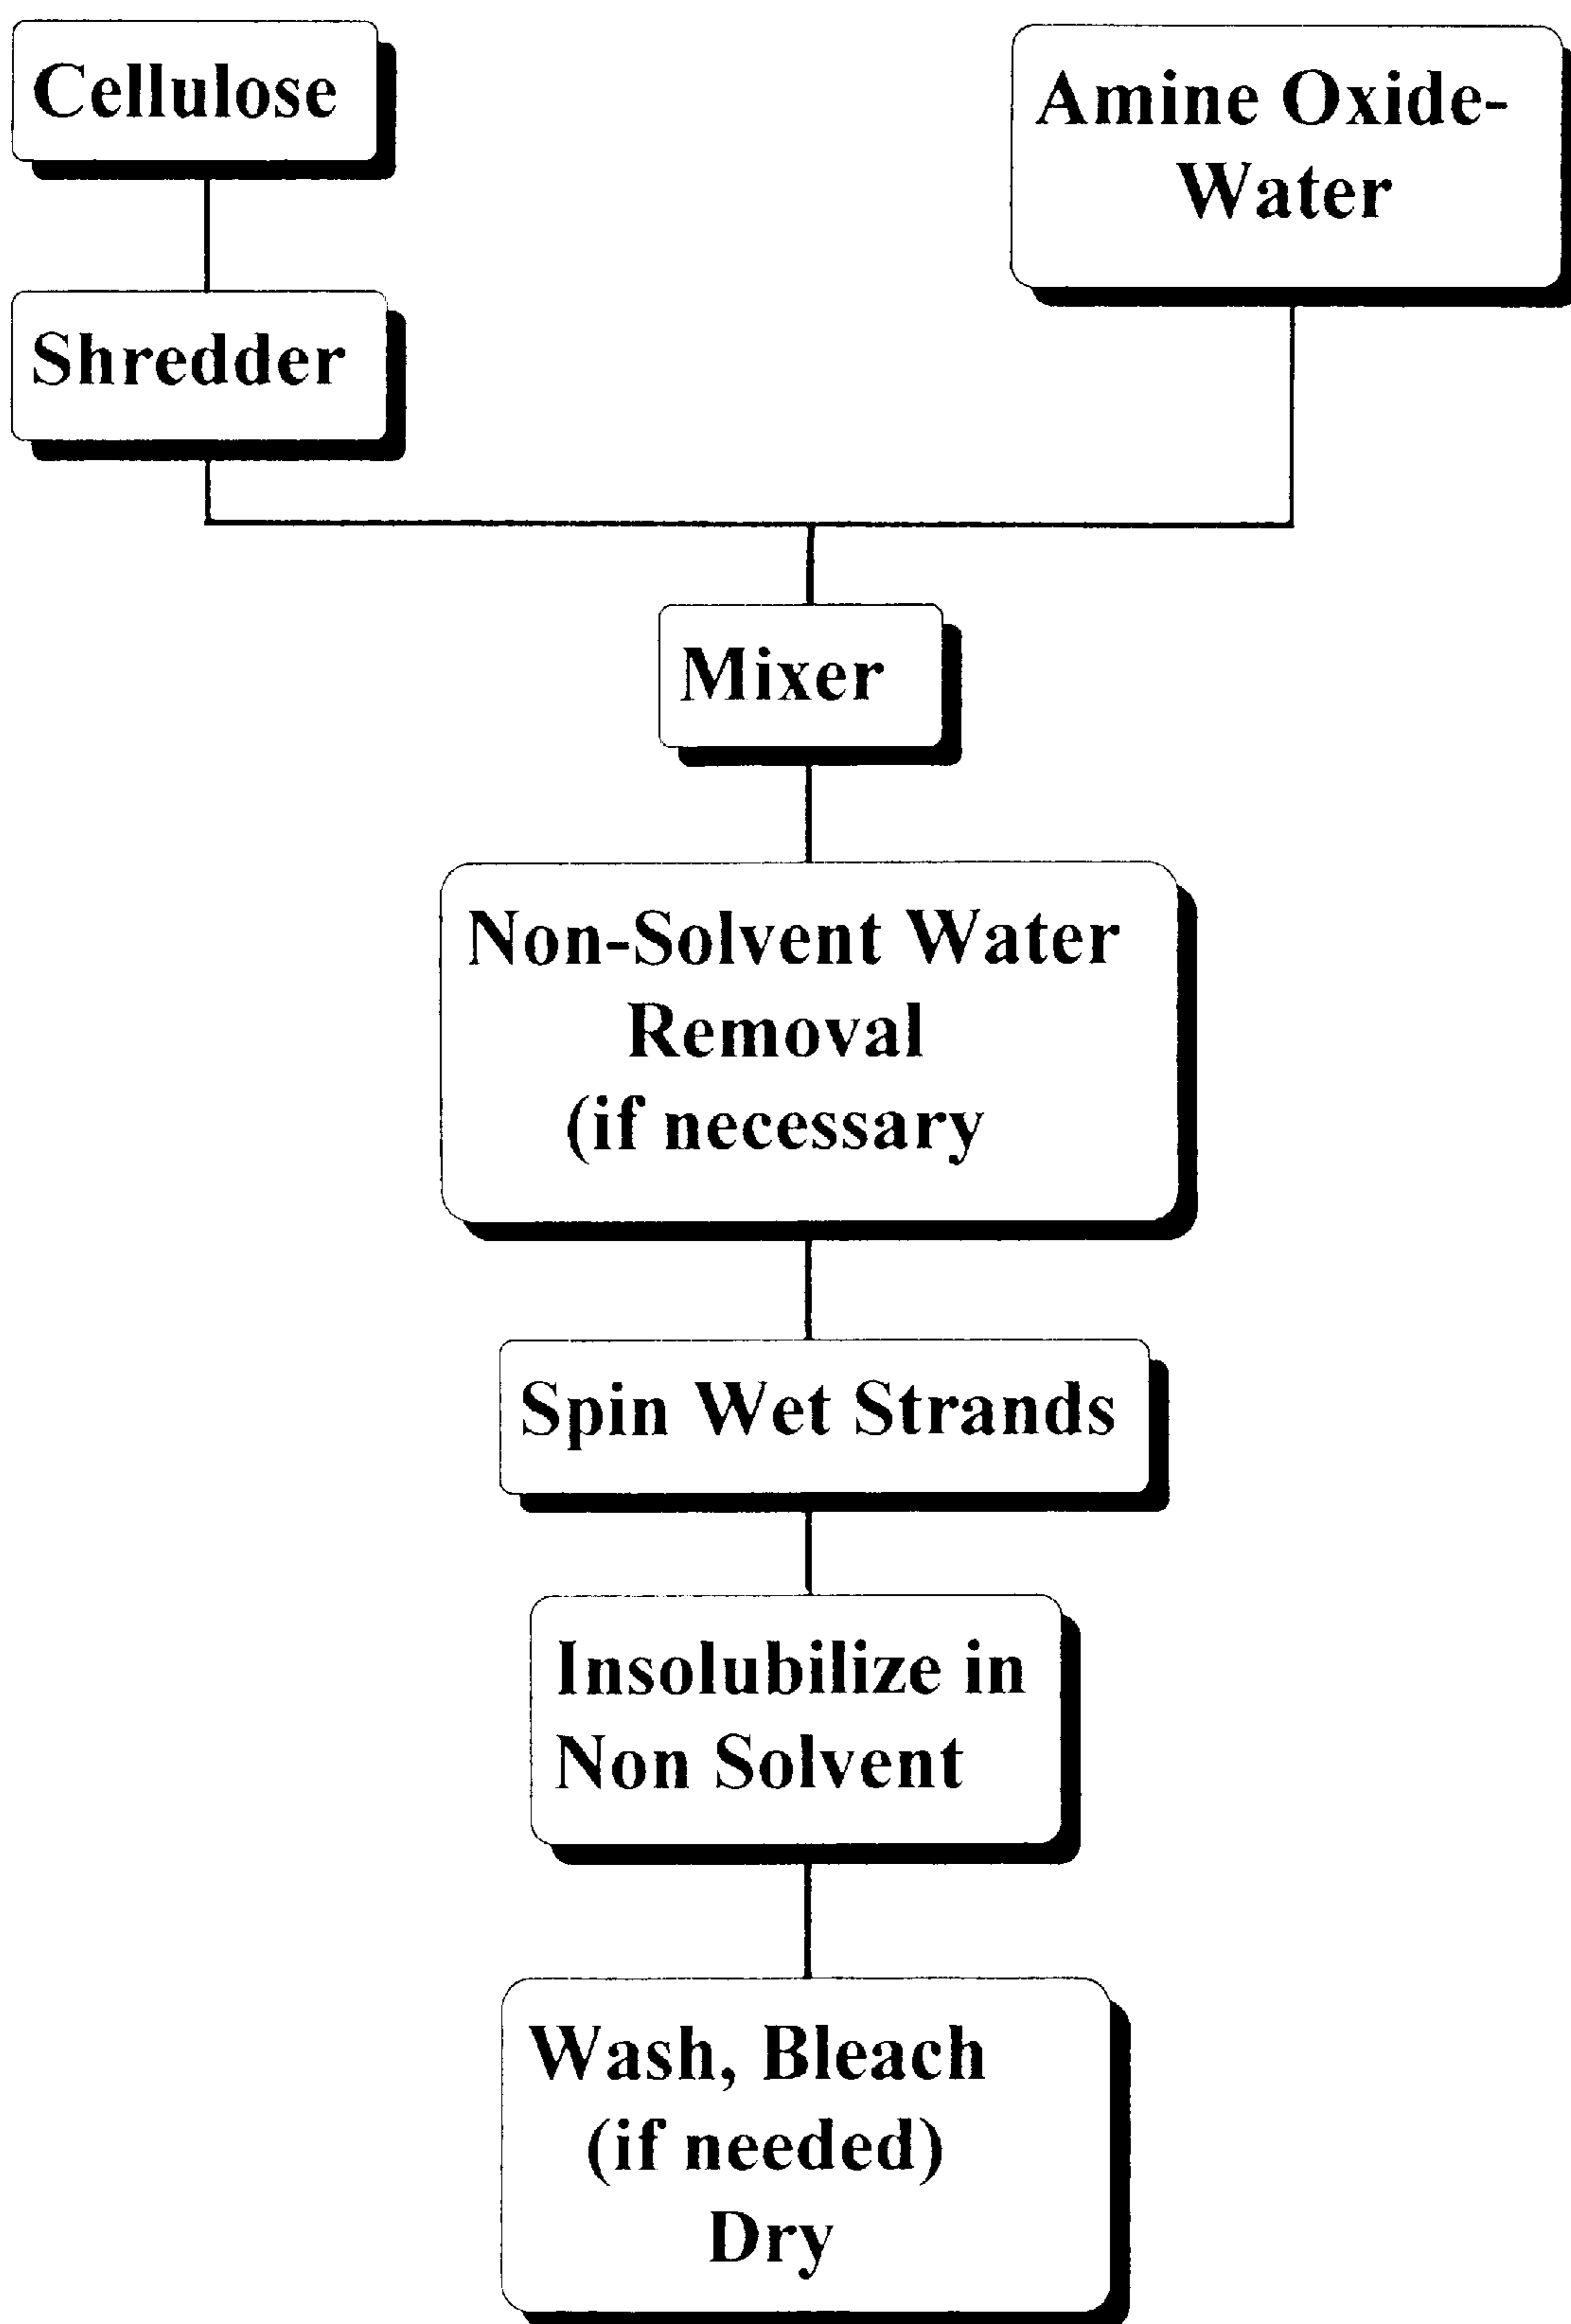 Cellulose
Amine Oxide-
Water
Shredder
Mixer
Non-Solvent Water
Removal
(if necessary
Spin Wet Strands
Insolubilize in
Non Solvent
Wash, Bleach
(if needed)
Dry